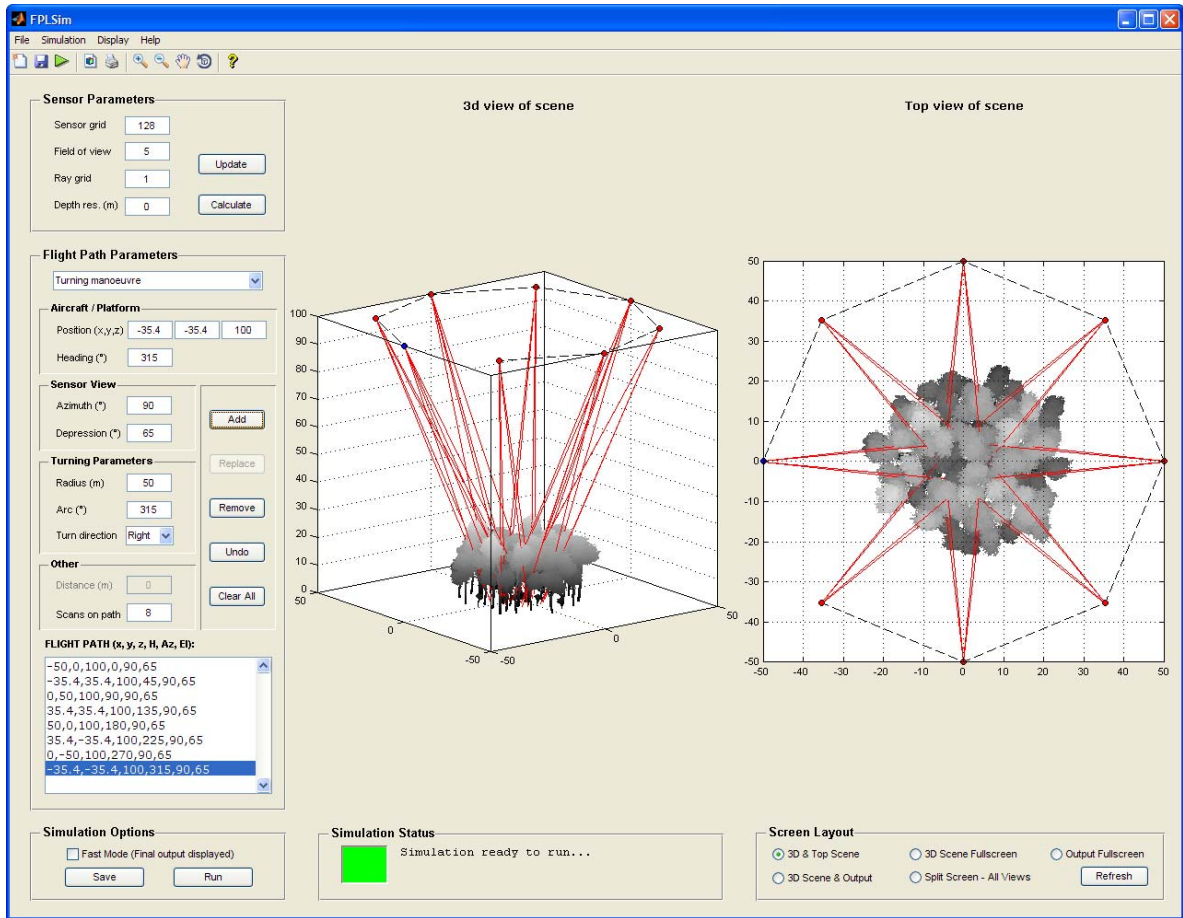 FPLSim
File Simulation Display Help
Sensor Parameters
Sensor grid 128
Field of view 5
Update
Ray grid 1
Depth res. (m) 0
Calculate
Flight Path Parameters
Turning manoeuvre
Aircraft / Platform
Position (x,y,z) -35.4 -35.4 100
Heading (°) 315
Sensor View
Azimuth (°) 90
Depression (°) 65
Turning Parameters
Radius (m) 50
Arc (°) 315
Turn direction Right
Other
Distance (m) 0
Scans on path 8
Add
Replace
Remove
Undo
Clear All
FLIGHT PATH (x, y, z, H, Az, El):
-50,0,100,0,90,65
-35.4,35.4,100,45,90,65
0,50,100,90,90,65
35.4,35.4,100,135,90,65
50,0,100,180,90,65
35.4,-35.4,100,225,90,65
0,-50,100,270,90,65
-35.4,-35.4,100,315,90,65
3d view of scene
100
90
80
70
60
50
40
30
20
10
0
50
0
-50
-50
0
50
Top view of scene
50
40
30
20
10
0
-10
-20
-30
-40
-50
-50 -40 -30 -20 -10 0 10 20 30 40 50
Simulation Options
Fast Mode (Final output displayed)
Save Run
Simulation Status
Simulation ready to run...
Screen Layout
3D & Top Scene 3D Scene Fullscreen Output Fullscreen
3D Scene & Output Split Screen - All Views Refresh